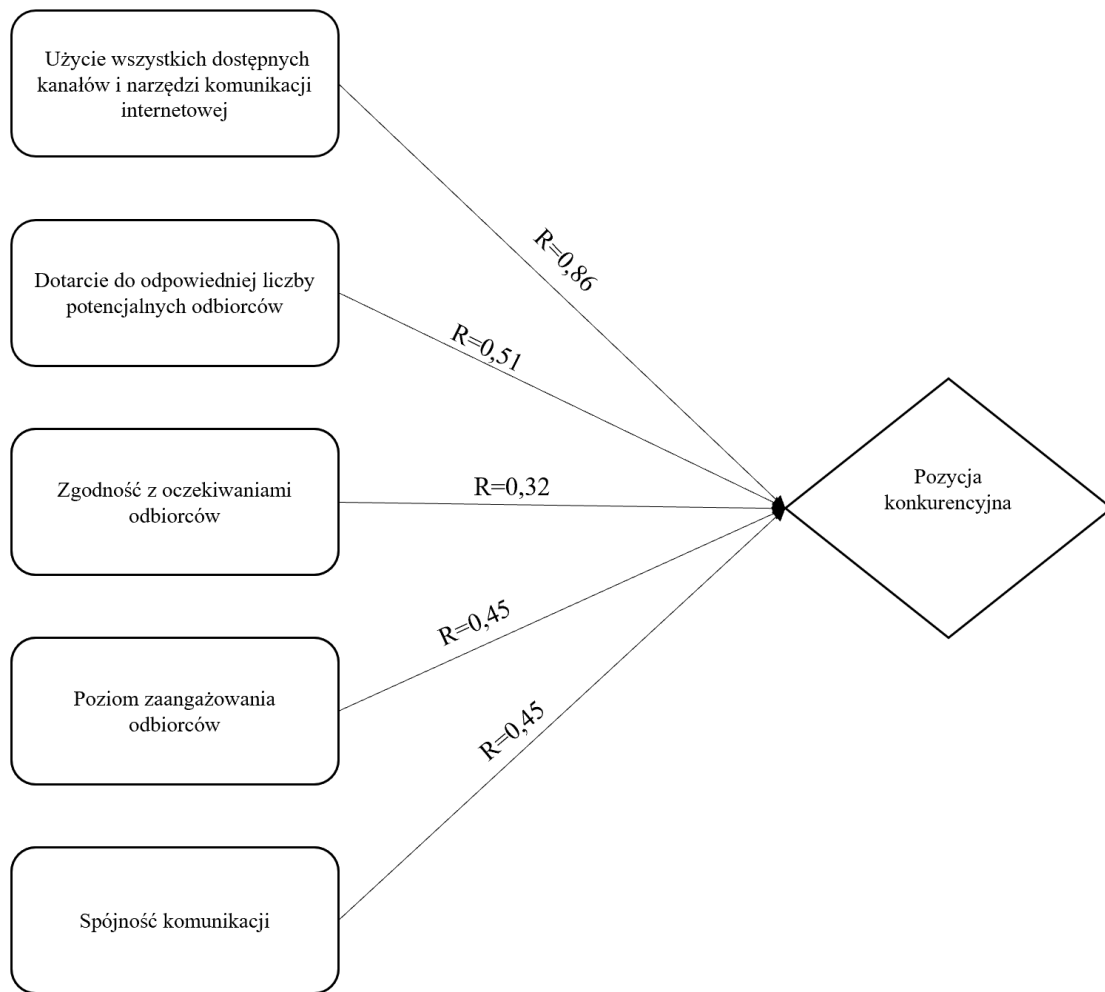 Użycie wszystkich dostępnych
kanałów i narzędzi komunikacji
internetowej
R=0,86
Dotarcie do odpowiedniej liczby
potencjalnych odbiorców
R=0,51
Zgodność z oczekiwaniami
odbiorców
R=0,32
Pozycja
konkurencyjna
Poziom zaangażowania
odbiorców
R=0,45
Spójność komunikacji
R=0,45